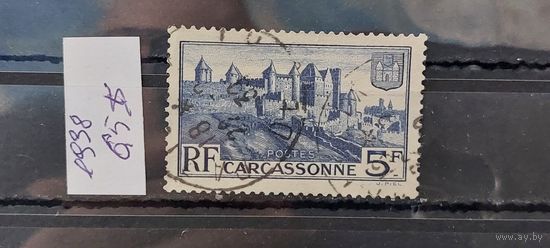 1938
65*
POSTES
RF 5F
CARCASSONNE
J. PIEL
www.ay.by